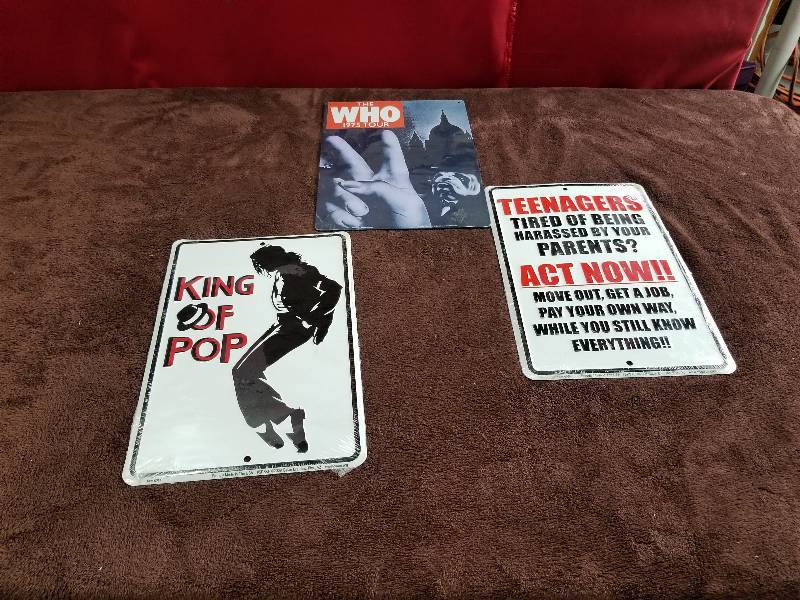 THE
WHO
1975 TOUR
KING
OF
POP
TEENAGERS
TIRED OF BEING
HARASSED BY YOUR
PARENTS?
ACT NOW!!
MOVE OUT, GET A JOB,
PAY YOUR OWN WAY,
WHILE YOU STILL KNOW
EVERYTHING!!